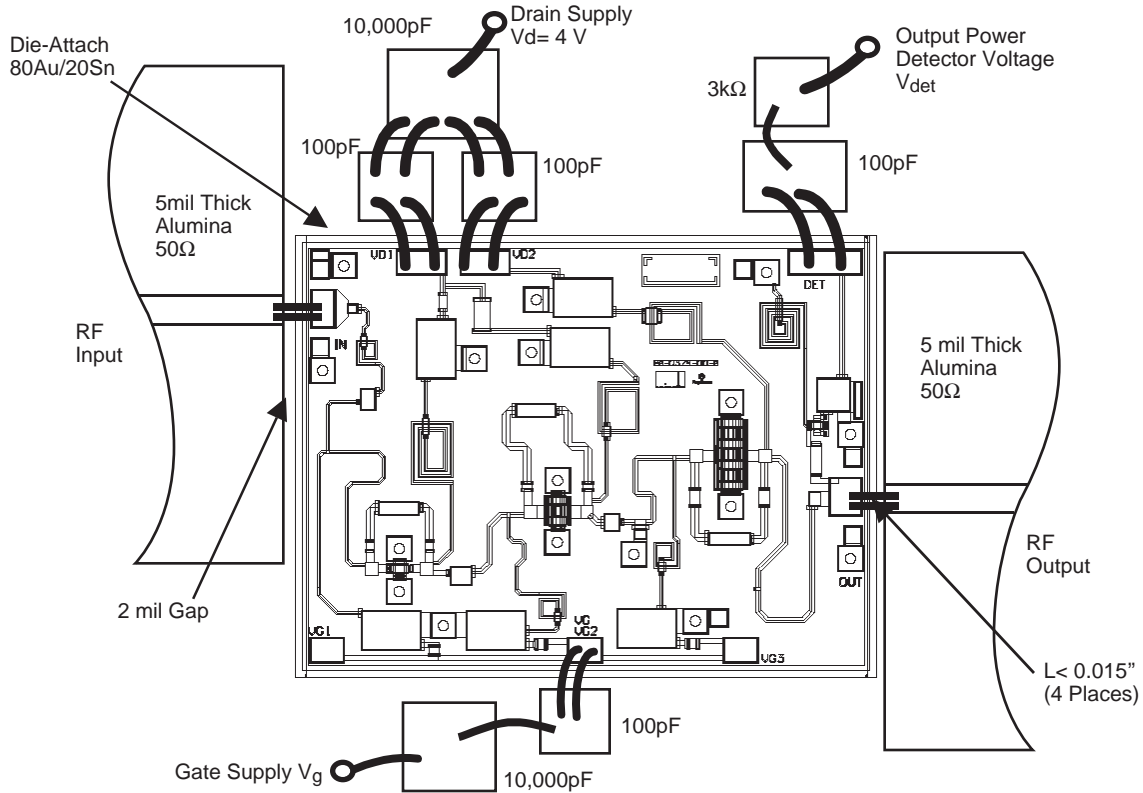 10,000pF
Drain Supply
Vd= 4 V
Die-Attach
80Au/20Sn
Output Power
Detector Voltage
Vdet
3kΩ
100pF
100pF
100pF
5mil Thick
Alumina
50Ω
VD1
VD2
DET
RF
Input
IN
5 mil Thick
Alumina
50Ω
2 mil Gap
RF
Output
OUT
VG1
VG
VG2
VG3
L< 0.015"
(4 Places)
100pF
Gate Supply Vg
10,000pF